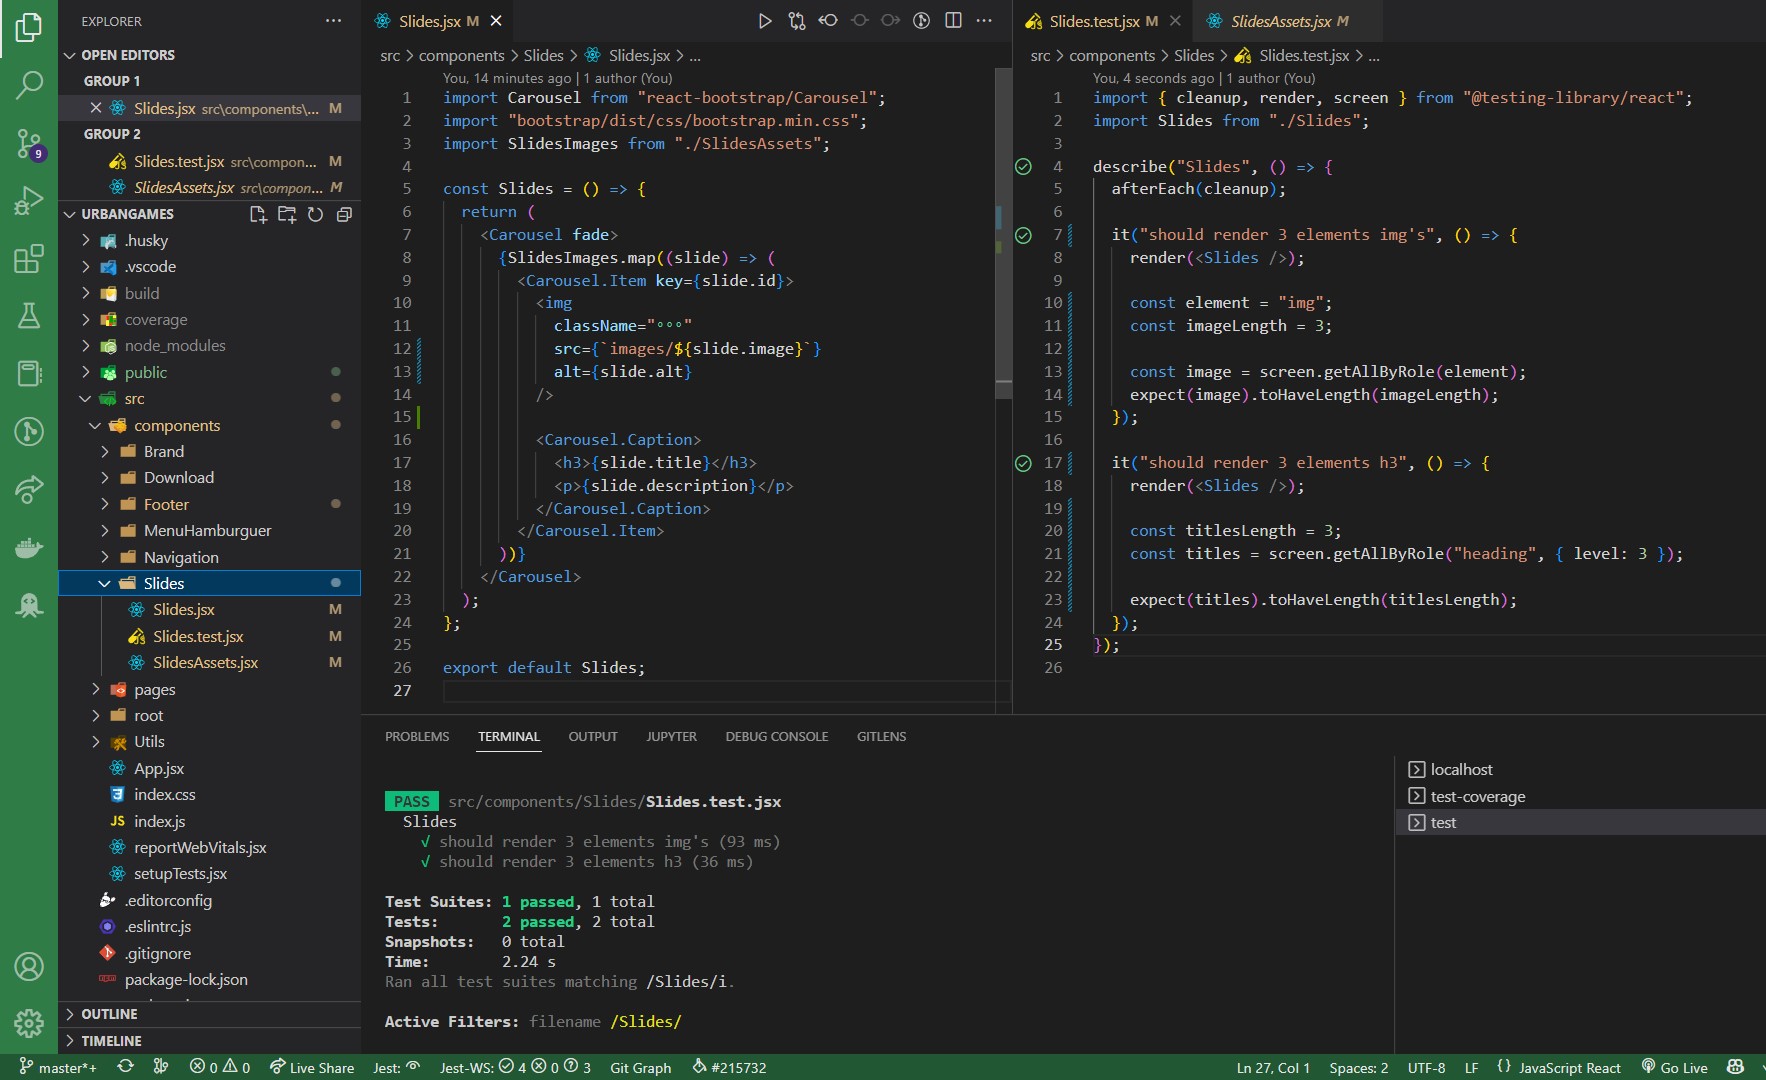 EXPLORER
OPEN EDITORS
GROUP 1
Slides.jsx src\components\... M
GROUP 2
Slides.test.jsx src\compon... M
SlidesAssets.jsx src\compon... M
URBANGAMES
.husky
.vscode
build
coverage
node_modules
public
src
components
Brand
Download
Footer
MenuHamburguer
Navigation
Slides
Slides.jsx M
Slides.test.jsx M
SlidesAssets.jsx M
pages
root
Utils
App.jsx
index.css
JS index.js
reportWebVitals.jsx
setupTests.jsx
.editorconfig
.eslintrc.js
.gitignore
package-lock.json
OUTLINE
TIMELINE
9
Slides.jsx M
src > components > Slides > Slides.jsx > ...
You, 14 minutes ago | 1 author (You)
1 import Carousel from "react-bootstrap/Carousel";
2 import "bootstrap/dist/css/bootstrap.min.css";
3 import SlidesImages from "./SlidesAssets";
4
5 const Slides = () => {
6 return (
7 <Carousel fade>
8 {SlidesImages.map((slide) => (
9 <Carousel.Item key={slide.id}>
10 <img
11 className="°°°"
12 src={`images/${slide.image}`}
13 alt={slide.alt}
14 />
15
16 <Carousel.Caption>
17 <h3>{slide.title}</h3>
18 <p>{slide.description}</p>
19 </Carousel.Caption>
20 </Carousel.Item>
21 ))}
22 </Carousel>
23 );
24 };
25
26 export default Slides;
27
Slides.test.jsx M
SlidesAssets.jsx M
src > components > Slides > Slides.test.jsx > ...
You, 4 seconds ago | 1 author (You)
1 import { cleanup, render, screen } from "@testing-library/react";
2 import Slides from "./Slides";
3
4 describe("Slides", () => {
5 afterEach(cleanup);
6
7 it("should render 3 elements img's", () => {
8 render(<Slides />);
9
10 const element = "img";
11 const imageLength = 3;
12
13 const image = screen.getAllByRole(element);
14 expect(image).toHaveLength(imageLength);
15 });
16
17 it("should render 3 elements h3", () => {
18 render(<Slides />);
19
20 const titlesLength = 3;
21 const titles = screen.getAllByRole("heading", { level: 3 });
22
23 expect(titles).toHaveLength(titlesLength);
24 });
25 });
26
PROBLEMS TERMINAL OUTPUT JUPYTER DEBUG CONSOLE GITLENS
PASS src/components/Slides/Slides.test.jsx
Slides
√ should render 3 elements img's (93 ms)
√ should render 3 elements h3 (36 ms)
Test Suites: 1 passed, 1 total
Tests: 2 passed, 2 total
Snapshots: 0 total
Time: 2.24 s
Ran all test suites matching /Slides/i.
Active Filters: filename /Slides/
localhost
test-coverage
test
master*+ 0 0 Live Share Jest: Jest-WS: 4 0 3 Git Graph #215732 Ln 27, Col 1 Spaces: 2 UTF-8 LF {} JavaScript React Go Live